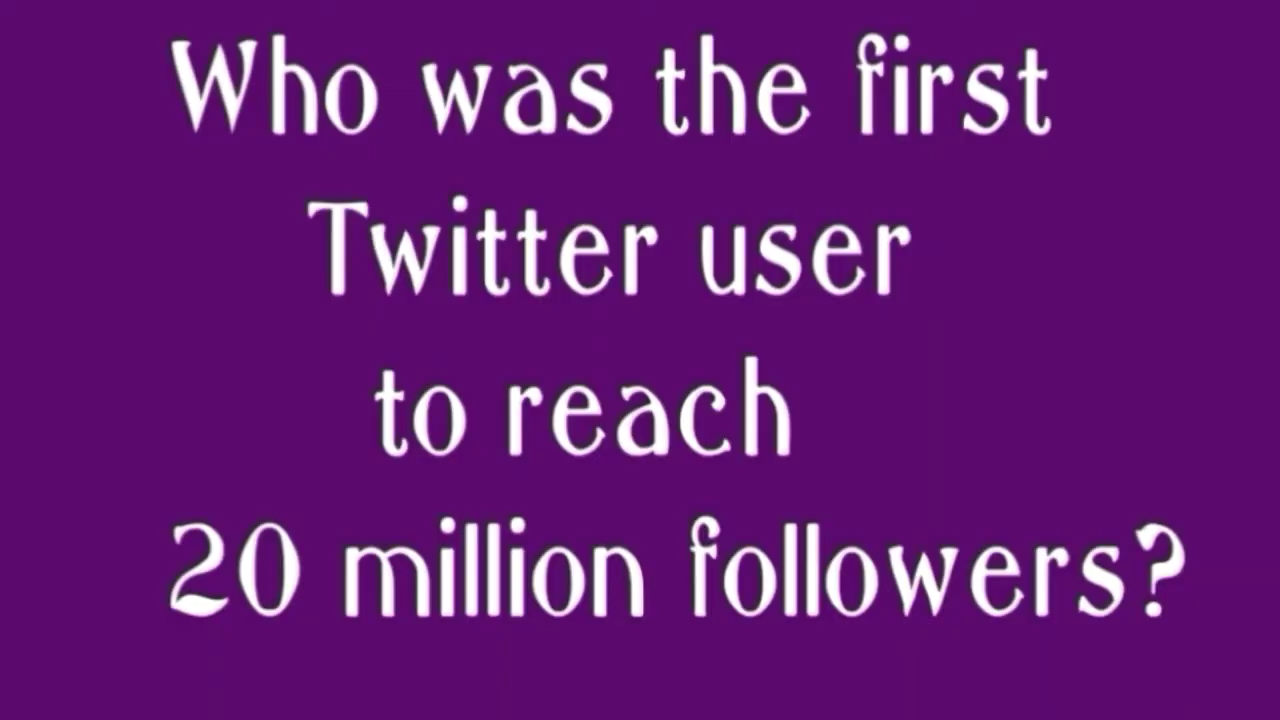 Who was the first
Twitter user
to reach
20 million followers?